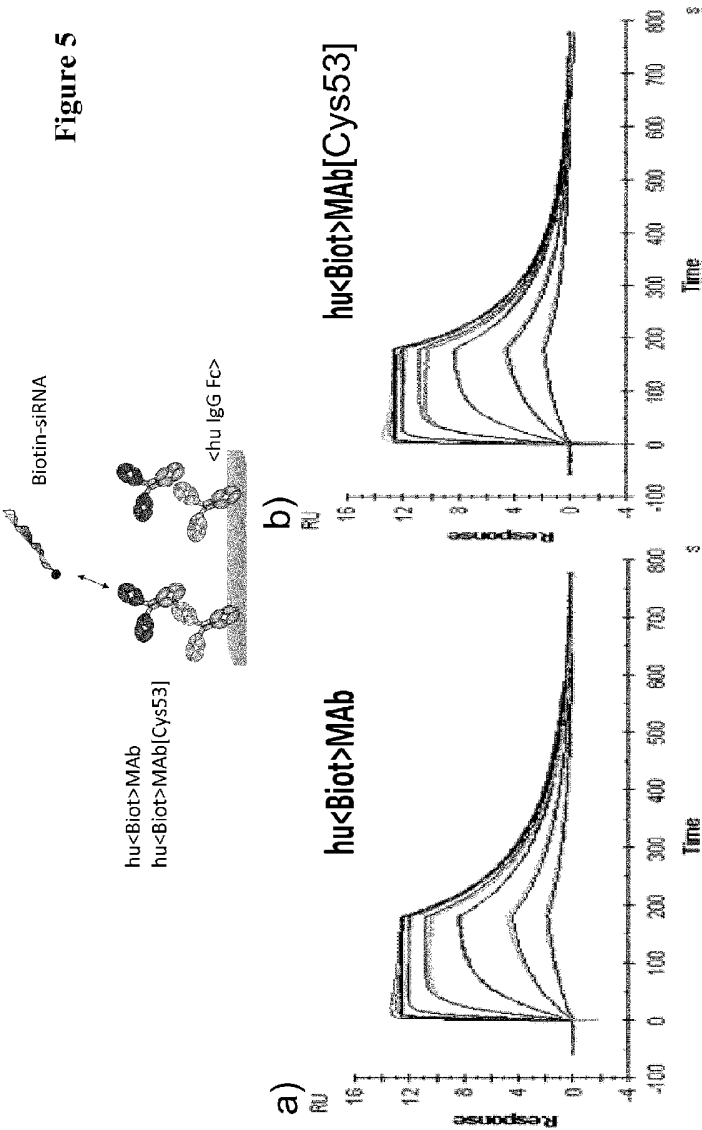 Figure 5
Biotin-siRNA
hu<Biot>MAb
hu<Biot>MAb[Cys53]
<hu IgG Fc>
a)
RU
hu<Biot>MAb
16
12
8
4
0
-4
Response
-100
0
100
200
300
400
500
600
700
800
Time
s
b)
RU
hu<Biot>MAb[Cys53]
16
12
8
4
0
-4
Response
-100
0
100
200
300
400
500
600
700
800
Time
s